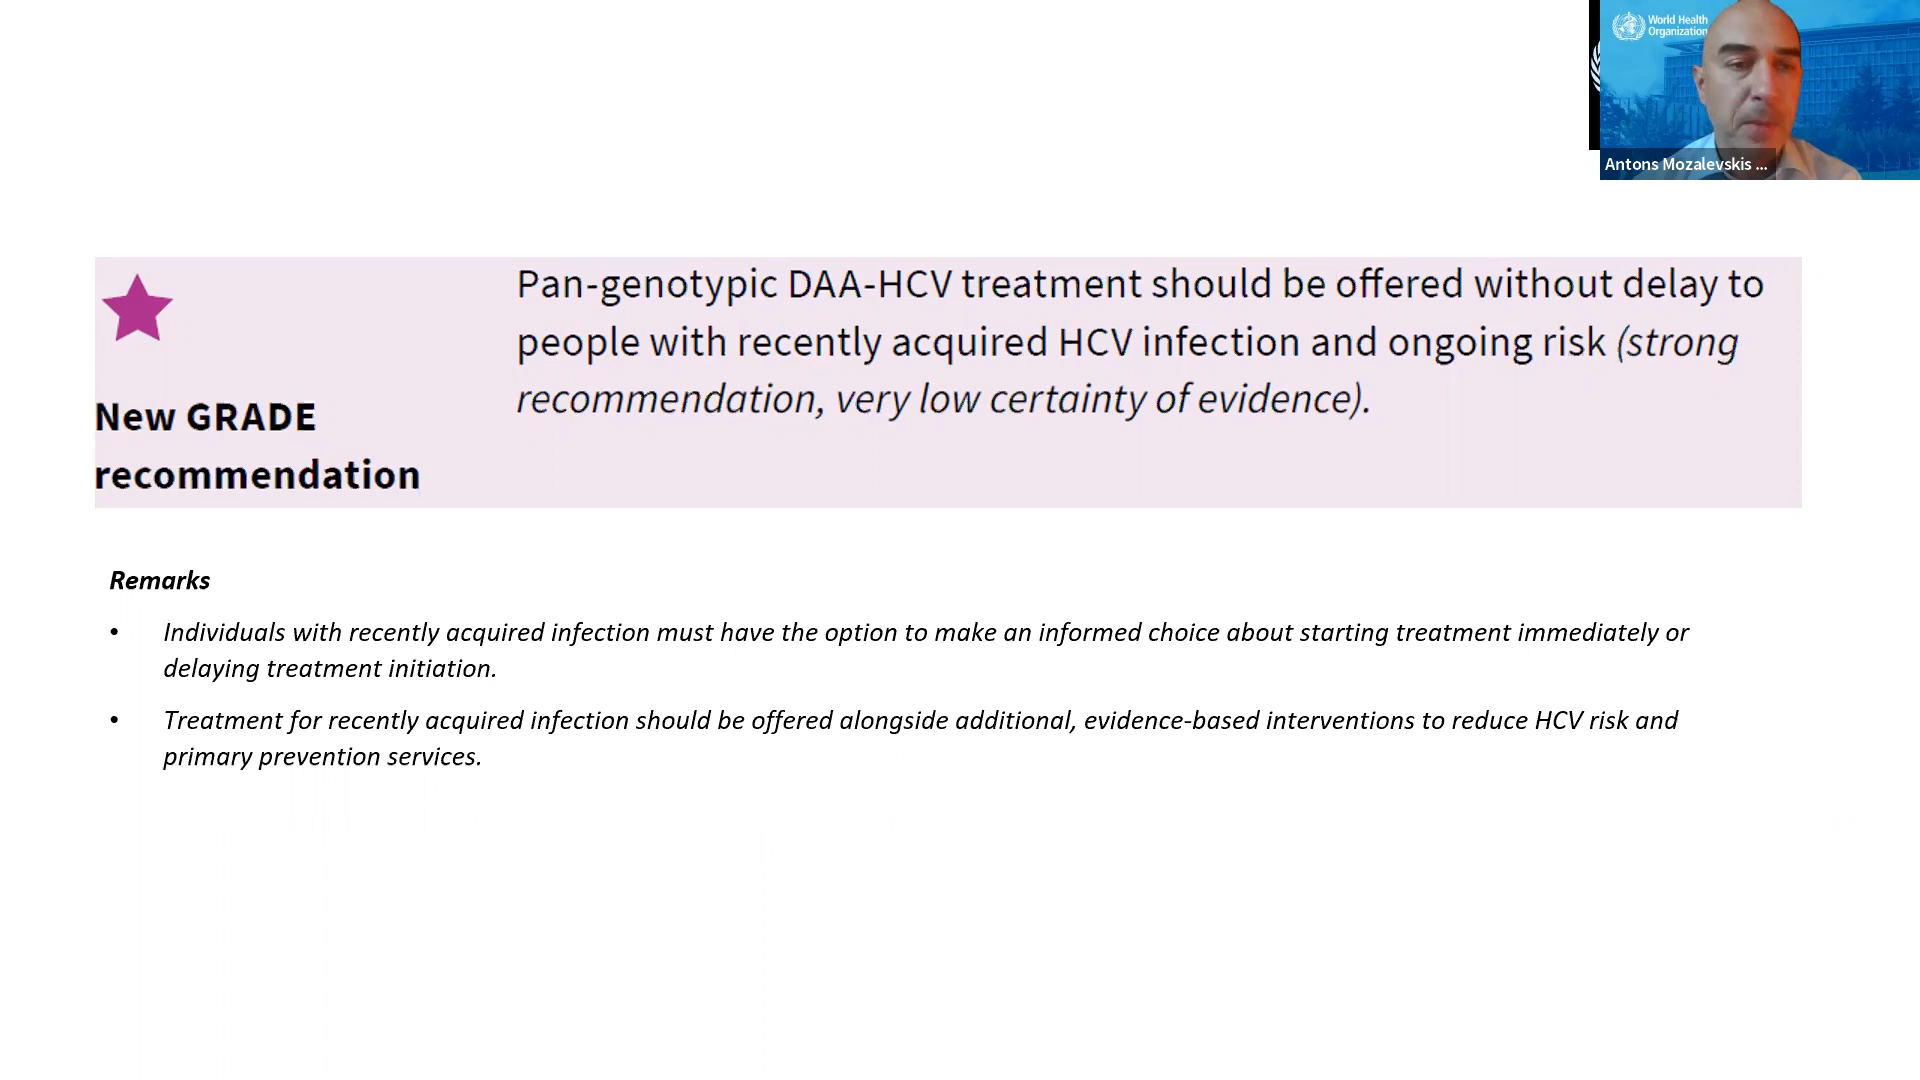 World Health
Organization
Antons Mozalevskis ...
Pan-genotypic DAA-HCV treatment should be offered without delay to
people with recently acquired HCV infection and ongoing risk (strong
recommendation, very low certainty of evidence).
New GRADE
recommendation
Remarks
• Individuals with recently acquired infection must have the option to make an informed choice about starting treatment immediately or
delaying treatment initiation.
• Treatment for recently acquired infection should be offered alongside additional, evidence-based interventions to reduce HCV risk and
primary prevention services.